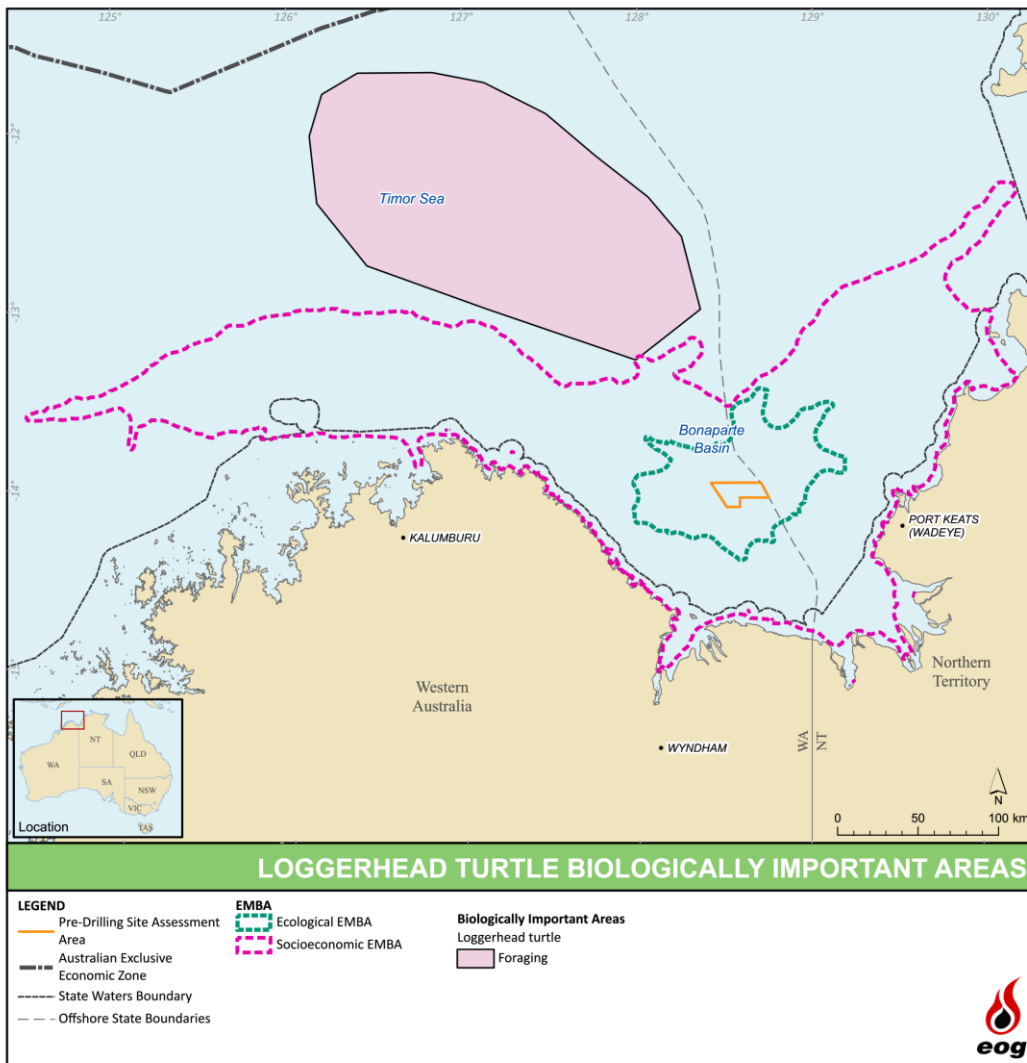 125°
126°
127°
128°
129°
130°
-12°
-13°
-14°
Timor Sea
Bonaparte
Basin
KALUMBURU
PORT KEATS
(WADEYE)
Western
Australia
Northern
Territory
WYNDHAM
WA
NT
WA
NT
QLD
SA
NSW
VIC
TAS
Location
N
0 50 100 km
LOGGERHEAD TURTLE BIOLOGICALLY IMPORTANT AREAS
LEGEND
Pre-Drilling Site Assessment
Area
Australian Exclusive
Economic Zone
State Waters Boundary
Offshore State Boundaries
EMBA
Ecological EMBA
Socioeconomic EMBA
Biologically Important Areas
Loggerhead turtle
Foraging
eog